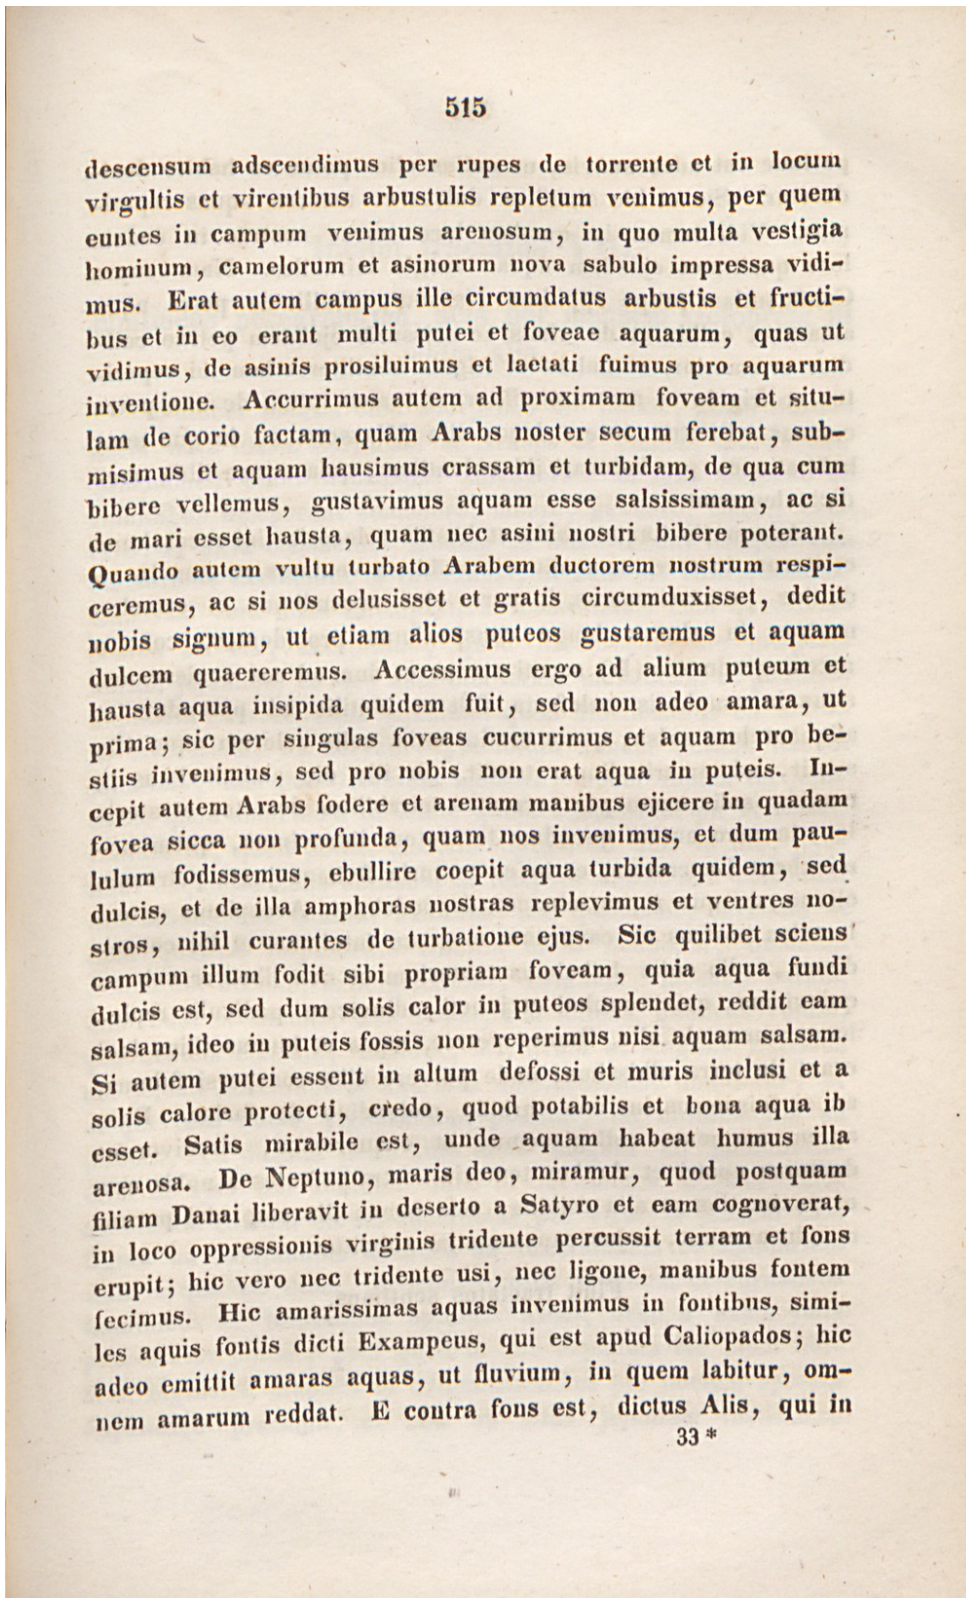 515
descensum adscendimus per rupes de torrente et in locum
virgultis et virentibus arbustulis repletum venimus, per quem
euntes in campum venimus arenosum, in quo multa vestigia
hominum, camelorum et asinorum nova sabulo impressa vidi-
mus. Erat autem campus ille circumdatus arbustis et fructi-
bus et in eo erant multi putei et foveae aquarum, quas ut
vidimus, de asinis prosiluimus et laetati fuimus pro aquarum
inventione. Accurrimus autem ad proximam foveam et situ-
lam de corio factam, quam Arabs noster secum ferebat, sub-
misimus et aquam hausimus crassam et turbidam, de qua cum
bibere vellemus, gustavimus aquam esse salsissimam, ac si
de mari esset hausta, quam nec asini nostri bibere poterant.
Quando autem vultu turbato Arabem ductorem nostrum respi-
ceremus, ac si nos delusisset et gratis circumduxisset, dedit
nobis signum, ut etiam alios puteos gustaremus et aquam
dulcem quaereremus. Accessimus ergo ad alium puteum et
hausta aqua insipida quidem fuit, sed non adeo amara, ut
prima; sic per singulas foveas cucurrimus et aquam pro be-
stiis invenimus, sed pro nobis non erat aqua in puteis. In-
cepit autem Arabs fodere et arenam manibus ejicere in quadam
fovea sicca non profunda, quam nos invenimus, et dum pau-
lulum fodissemus, ebullire coepit aqua turbida quidem, sed
dulcis, et de illa amphoras nostras replevimus et ventres no-
stros, nihil curantes de turbatione ejus. Sic quilibet sciens
campum illum fodit sibi propriam foveam, quia aqua fundi
dulcis est, sed dum solis calor in puteos splendet, reddit eam
salsam, ideo in puteis fossis non reperimus nisi aquam salsam.
Si autem putei essent in altum defossi et muris inclusi et a
solis calore protecti, credo, quod potabilis et bona aqua ib
esset. Satis mirabile est, unde aquam habeat humus illa
arenosa. De Neptuno, maris deo, miramur, quod postquam
filiam Danai liberavit in deserto a Satyro et eam cognoverat,
in loco oppressionis virginis tridente percussit terram et fons
erupit; hic vero nec tridente usi, nec ligone, manibus fontem
fecimus. Hic amarissimas aquas invenimus in fontibus, simi-
les aquis fontis dicti Exampeus, qui est apud Caliopados; hic
adeo emittit amaras aquas, ut fluvium, in quem labitur, om-
nem amarum reddat. E contra fons est, dictus Alis, qui in
33 *